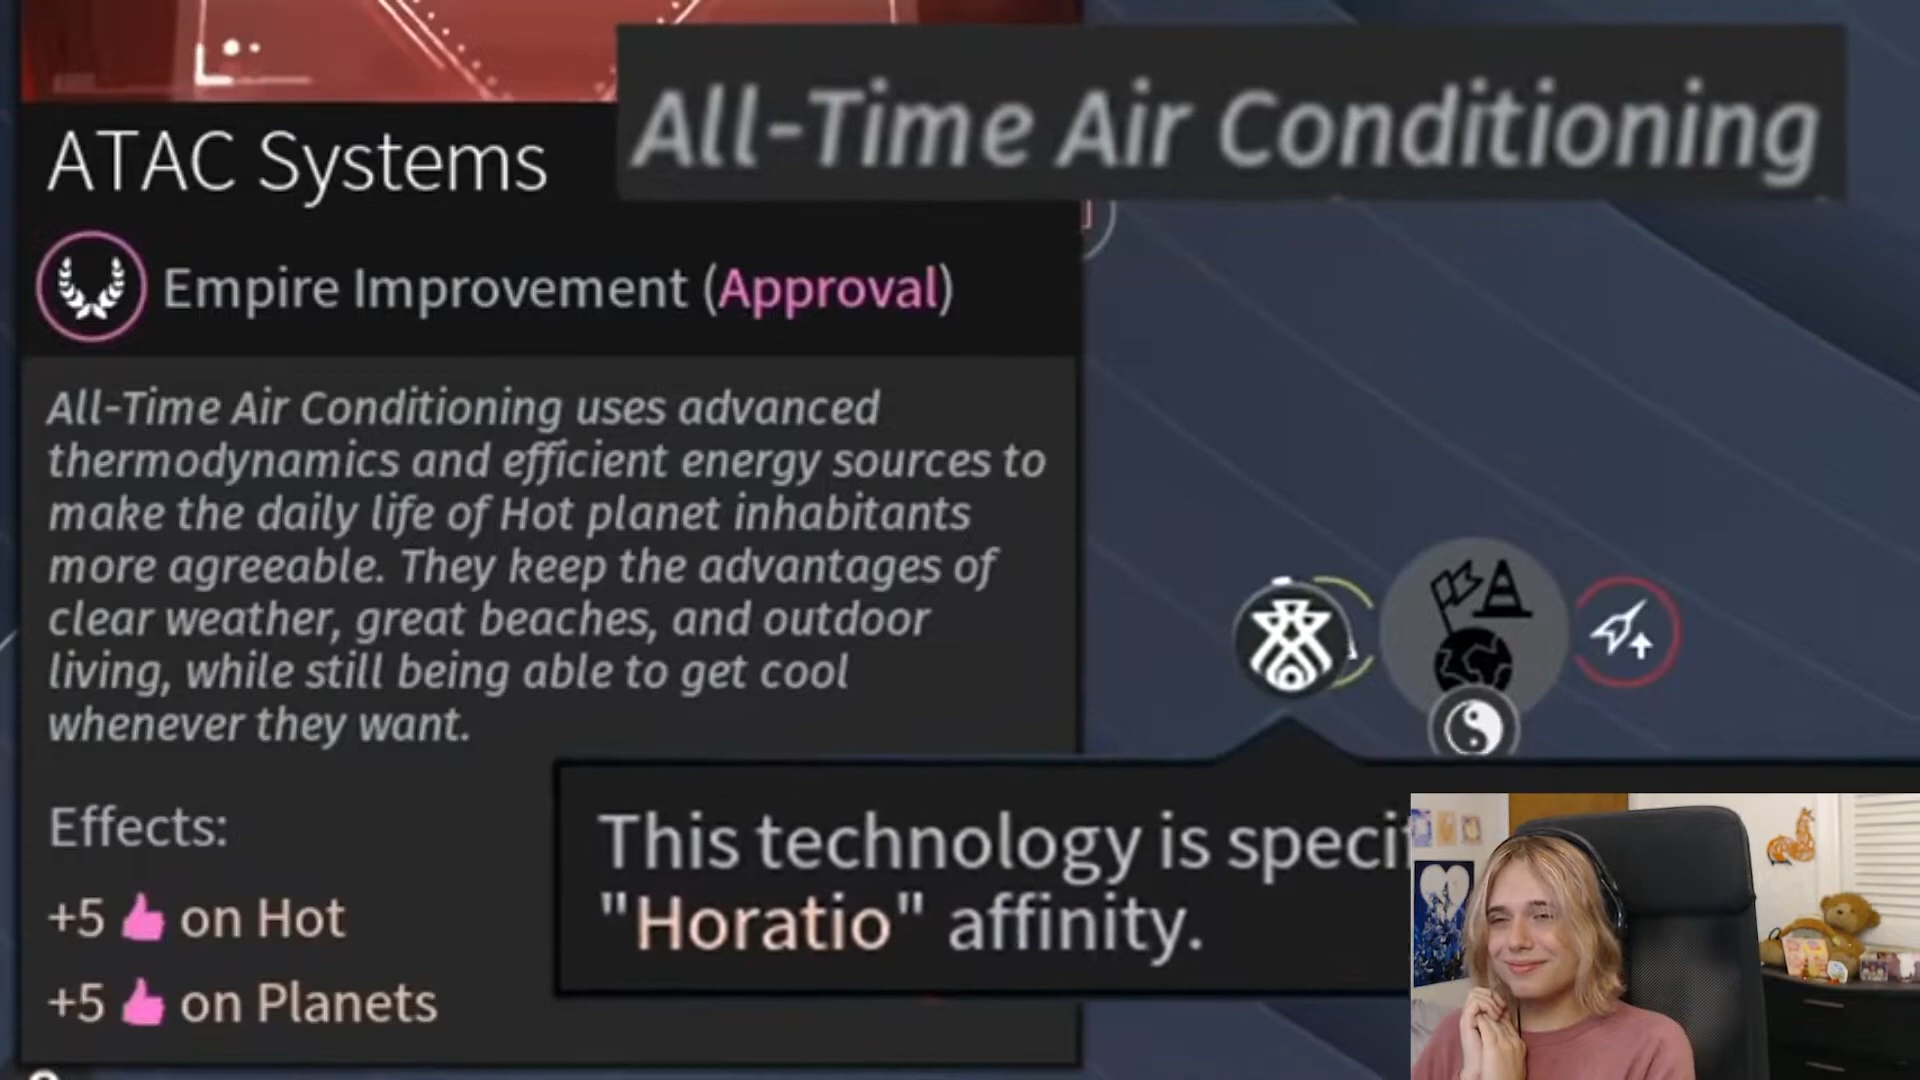 All-Time Air Conditioning
ATAC Systems
Empire Improvement (Approval)
All-Time Air Conditioning uses advanced
thermodynamics and efficient energy sources to
make the daily life of Hot planet inhabitants
more agreeable. They keep the advantages of
clear weather, great beaches, and outdoor
living, while still being able to get cool
whenever they want.
Effects:
+5 on Hot
+5 on Planets
This technology is
"Horatio" affinity.